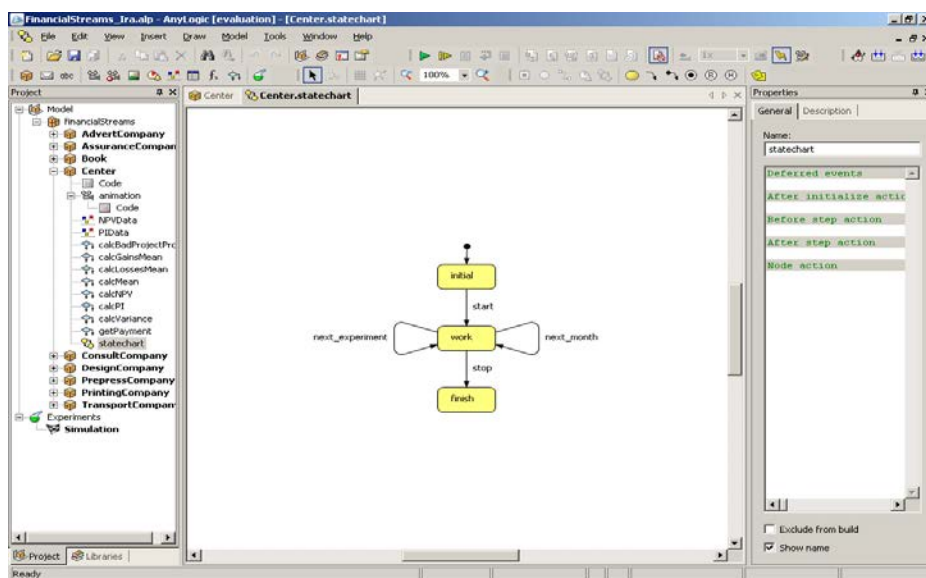 FinancialStreams_Ira.alp - AnyLogic [evaluation] - [Center.statechart]
File Edit View Insert Draw Model Tools Window Help
100%
Project
Center Center.statechart
Properties
Model
FinancialStreams
AdvertCompany
AssuranceCompan
Book
Center
Code
animation
Code
NPVData
PIData
calcBadProjectPro
calcGainsMean
calcLossesMean
calcMean
calcNPV
calcPI
calcVariance
getPayment
statechart
ConsultCompany
DesignCompany
PrepressCompany
PrintingCompany
TransportCompan
Experiments
Simulation
Project Libraries
Ready
initial
start
next_experiment
work
next_month
stop
finish
General Description
Name:
statechart
Deferred events
After initialize actio
Before step action
After step action
Node action
Exclude from build
Show name